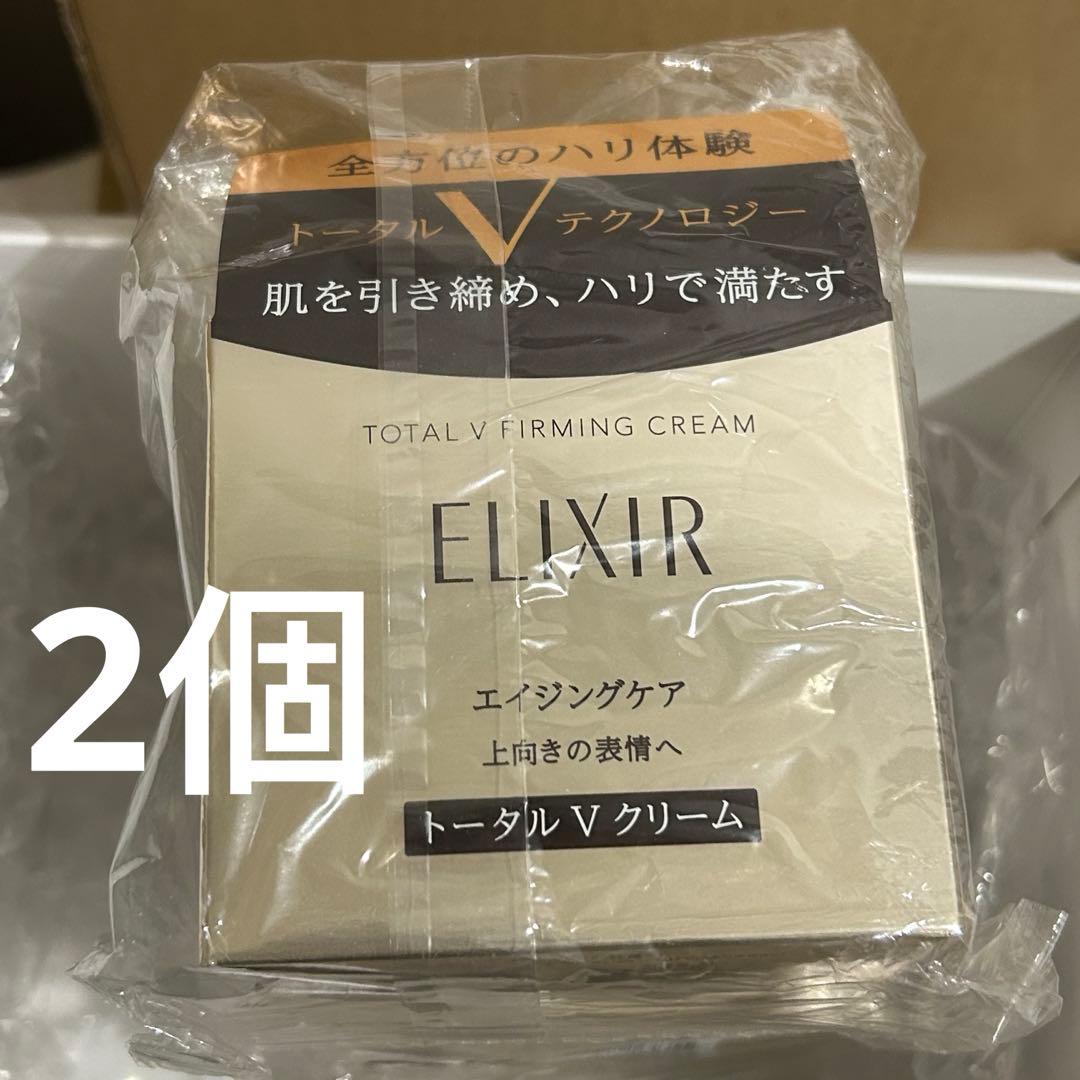 全方位のハリ体験
トータル V テクノロジー
肌を引き締め、ハリで満たす
TOTAL V FIRMING CREAM
ELIXIR
2個
エイジングケア
上向きの表情へ
トータル V クリーム